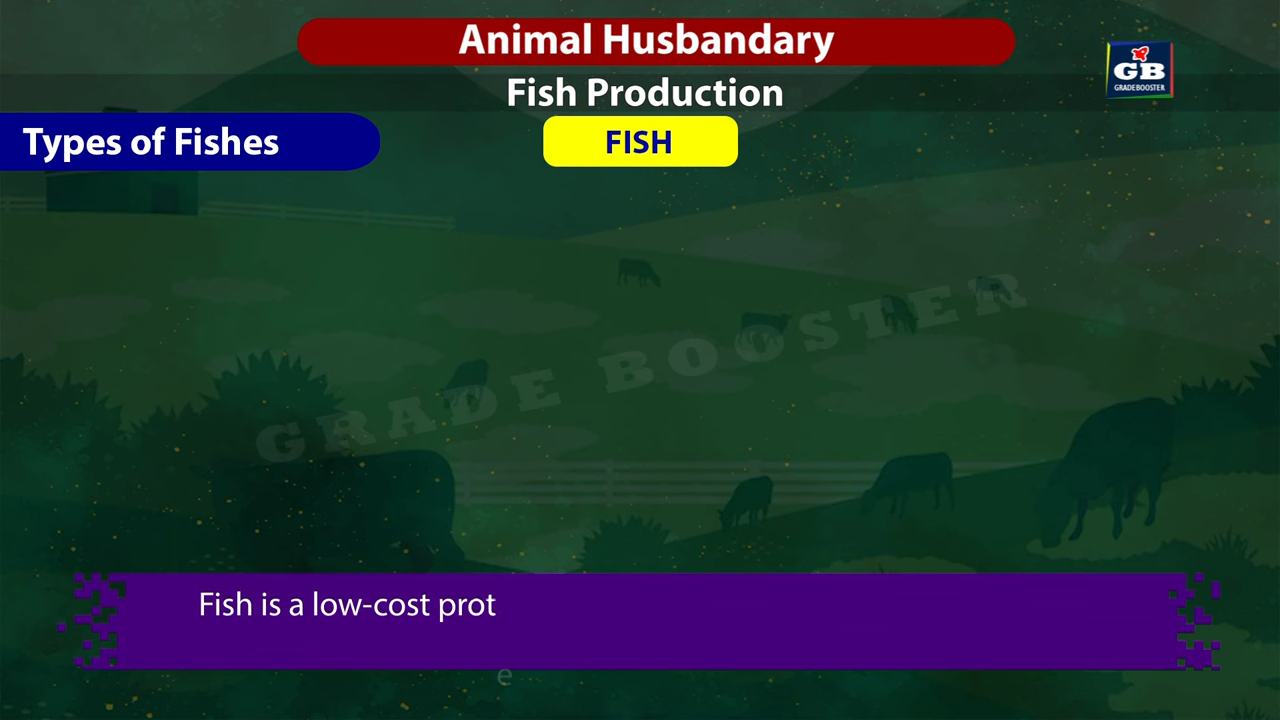 Animal Husbandary
Fish Production
GB
GRADEBOOSTER
Types of Fishes
FISH
GRADE BOOSTER
Fish is a low-cost prot
e